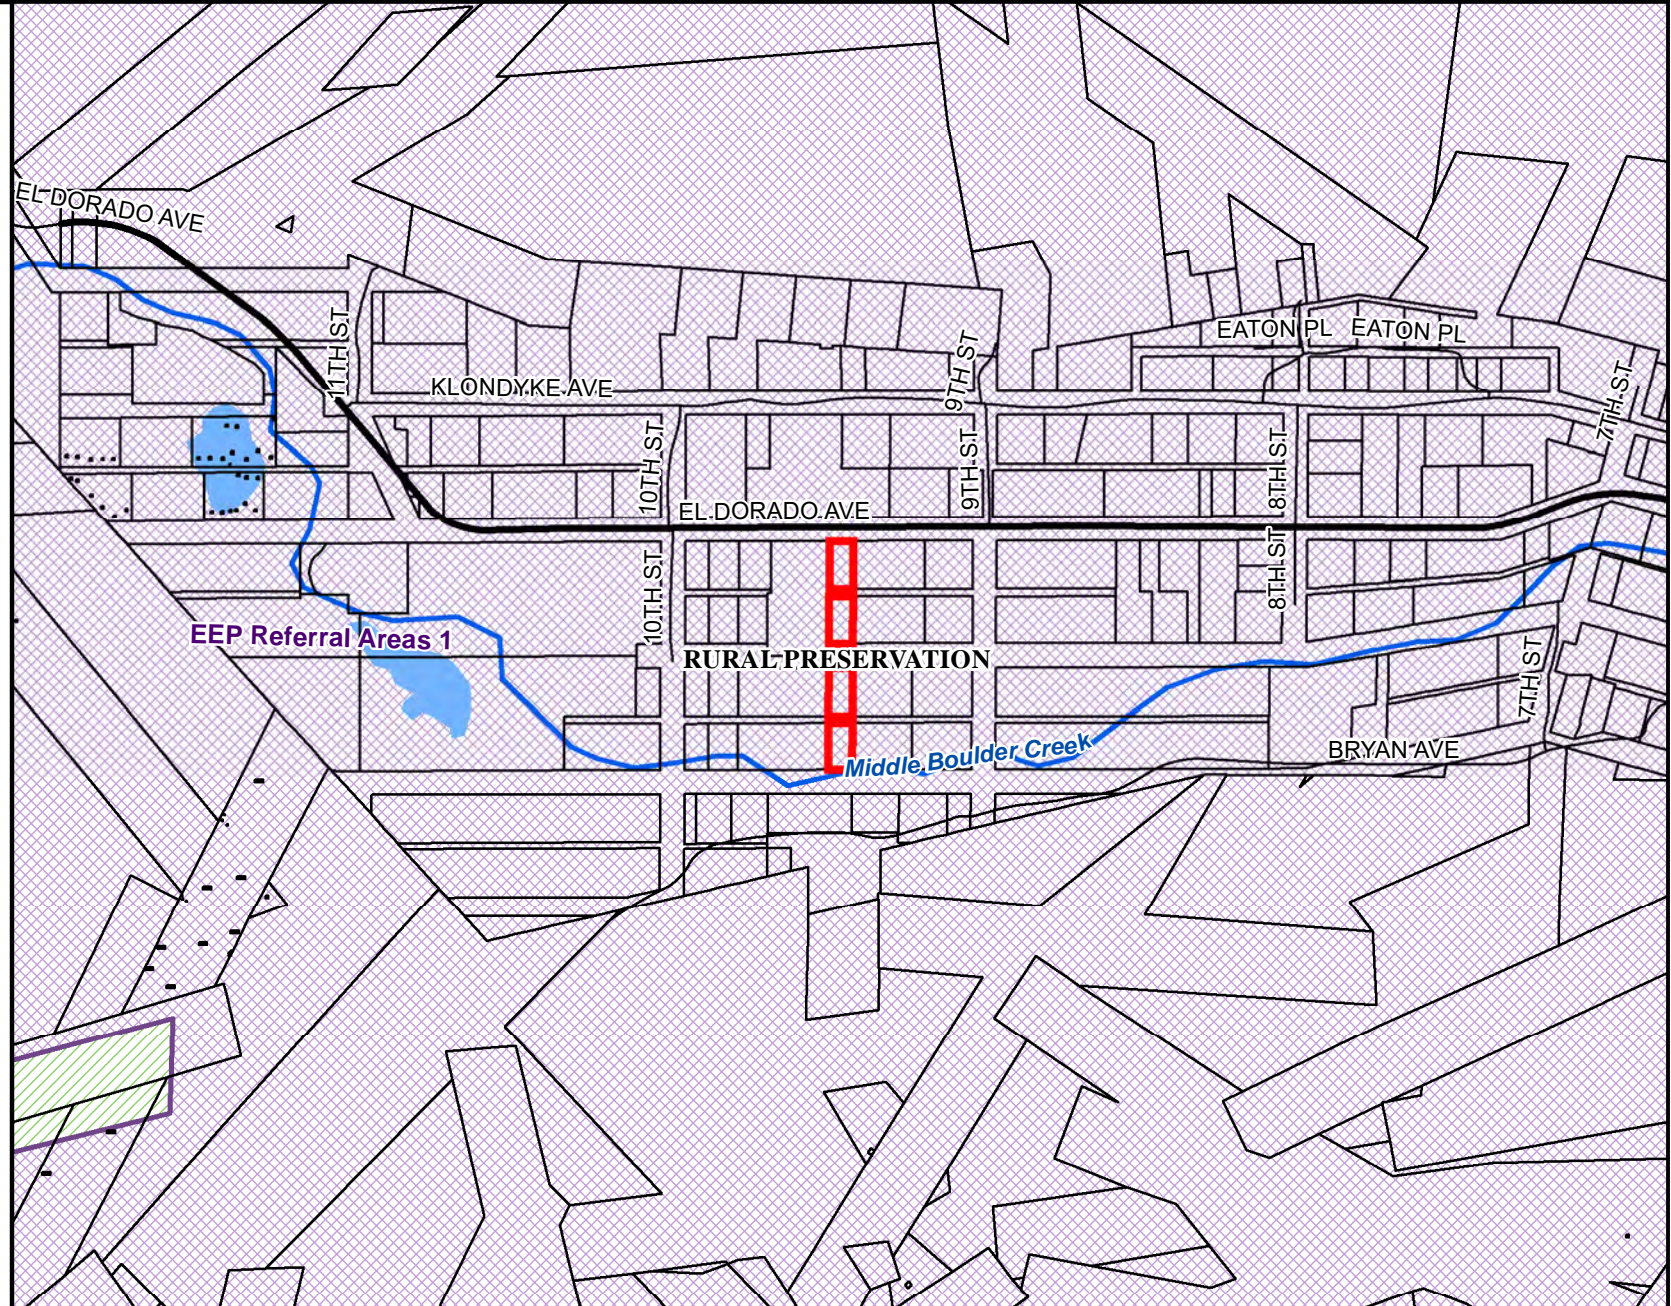 EL DORADO AVE
11TH ST
EATON PL
EATON PL
9TH ST
KLONDYKE AVE
7TH ST
10TH ST
9TH ST
8TH ST
EL DORADO AVE
10TH ST
8TH ST
EEP Referral Areas 1
RURAL PRESERVATION
7TH ST
Middle Boulder Creek
BRYAN AVE